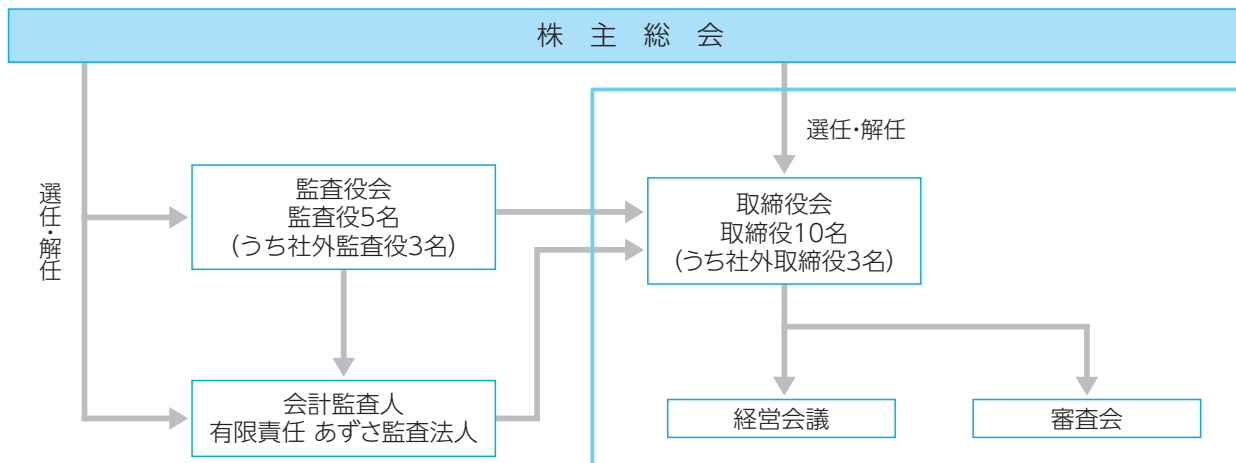 株主総会
選任・解任
選任・解任
監査役会
監査役5名
(うち社外監査役3名)
取締役会
取締役10名
(うち社外取締役3名)
会計監査人
有限責任 あずさ監査法人
経営会議
審査会